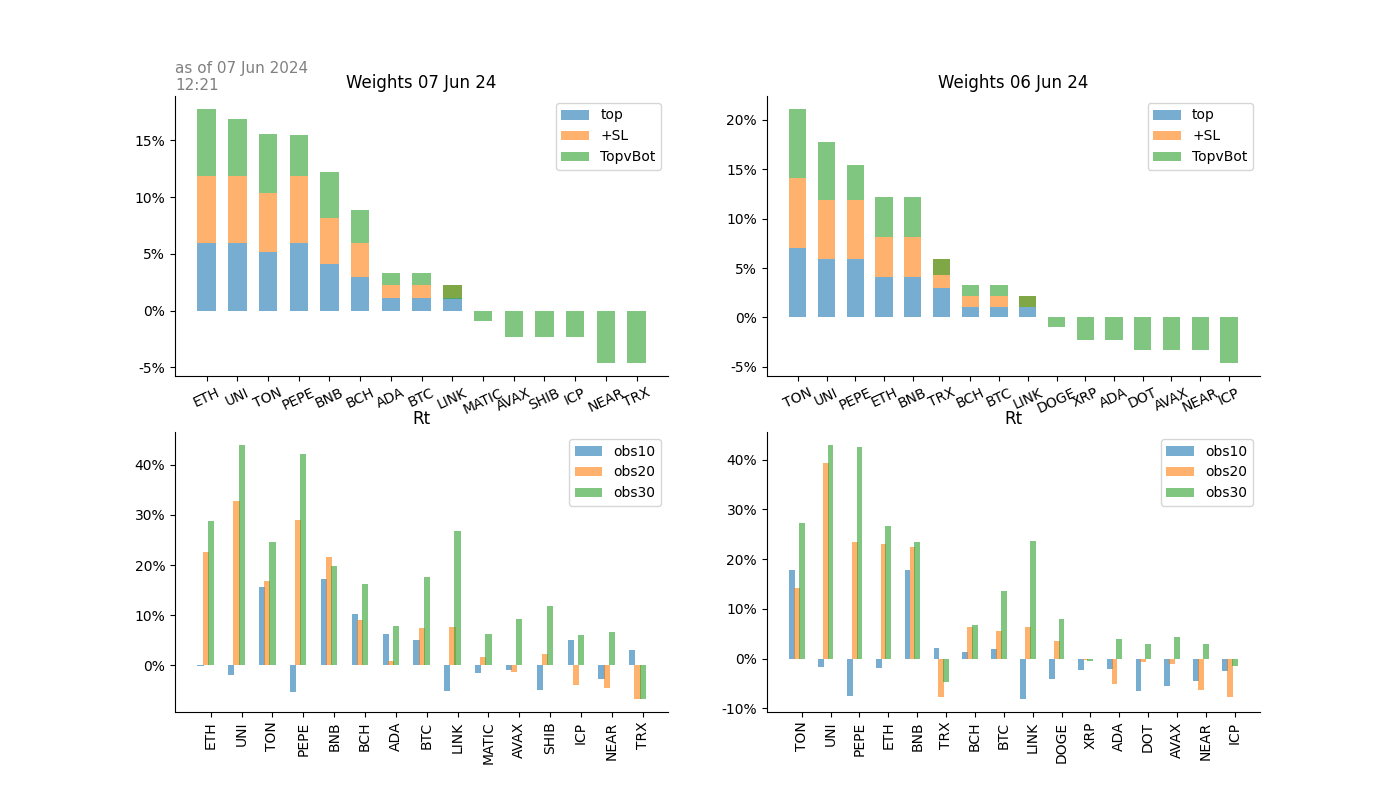 as of 07 Jun 2024
12:21
Weights 07 Jun 24
top
+SL
TopvBot
15%
10%
5%
0%
-5%
ETH UNI TON PEPE BNB BCH ADA BTC LINK MATIC AVAX SHIB ICP NEAR TRX
Weights 06 Jun 24
top
+SL
TopvBot
20%
15%
10%
5%
0%
-5%
TON UNI PEPE ETH BNB TRX BCH BTC LINK DOGE XRP ADA DOT AVAX NEAR ICP
Rt
obs10
obs20
obs30
40%
30%
20%
10%
0%
ETH UNI TON PEPE BNB BCH ADA BTC LINK MATIC AVAX SHIB ICP NEAR TRX
Rt
obs10
obs20
obs30
40%
30%
20%
10%
0%
-10%
TON UNI PEPE ETH BNB TRX BCH BTC LINK DOGE XRP ADA DOT AVAX NEAR ICP